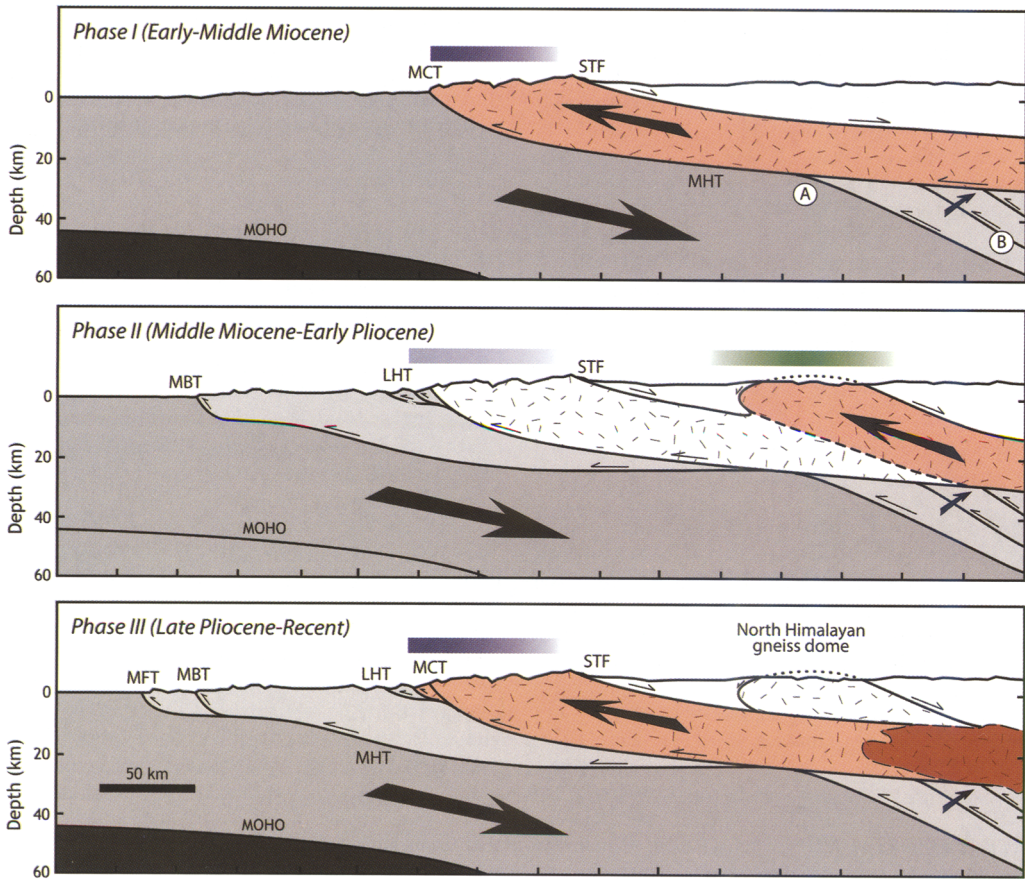 Phase I (Early-Middle Miocene)
MCT
STF
0
20
40
60
Depth (km)
MHT
A
B
MOHO
Phase II (Middle Miocene-Early Pliocene)
MBT
LHT
STF
0
20
40
60
Depth (km)
MOHO
Phase III (Late Pliocene-Recent)
North Himalayan
gneiss dome
MFT
MBT
LHT
MCT
STF
0
20
40
60
Depth (km)
MHT
50 km
MOHO